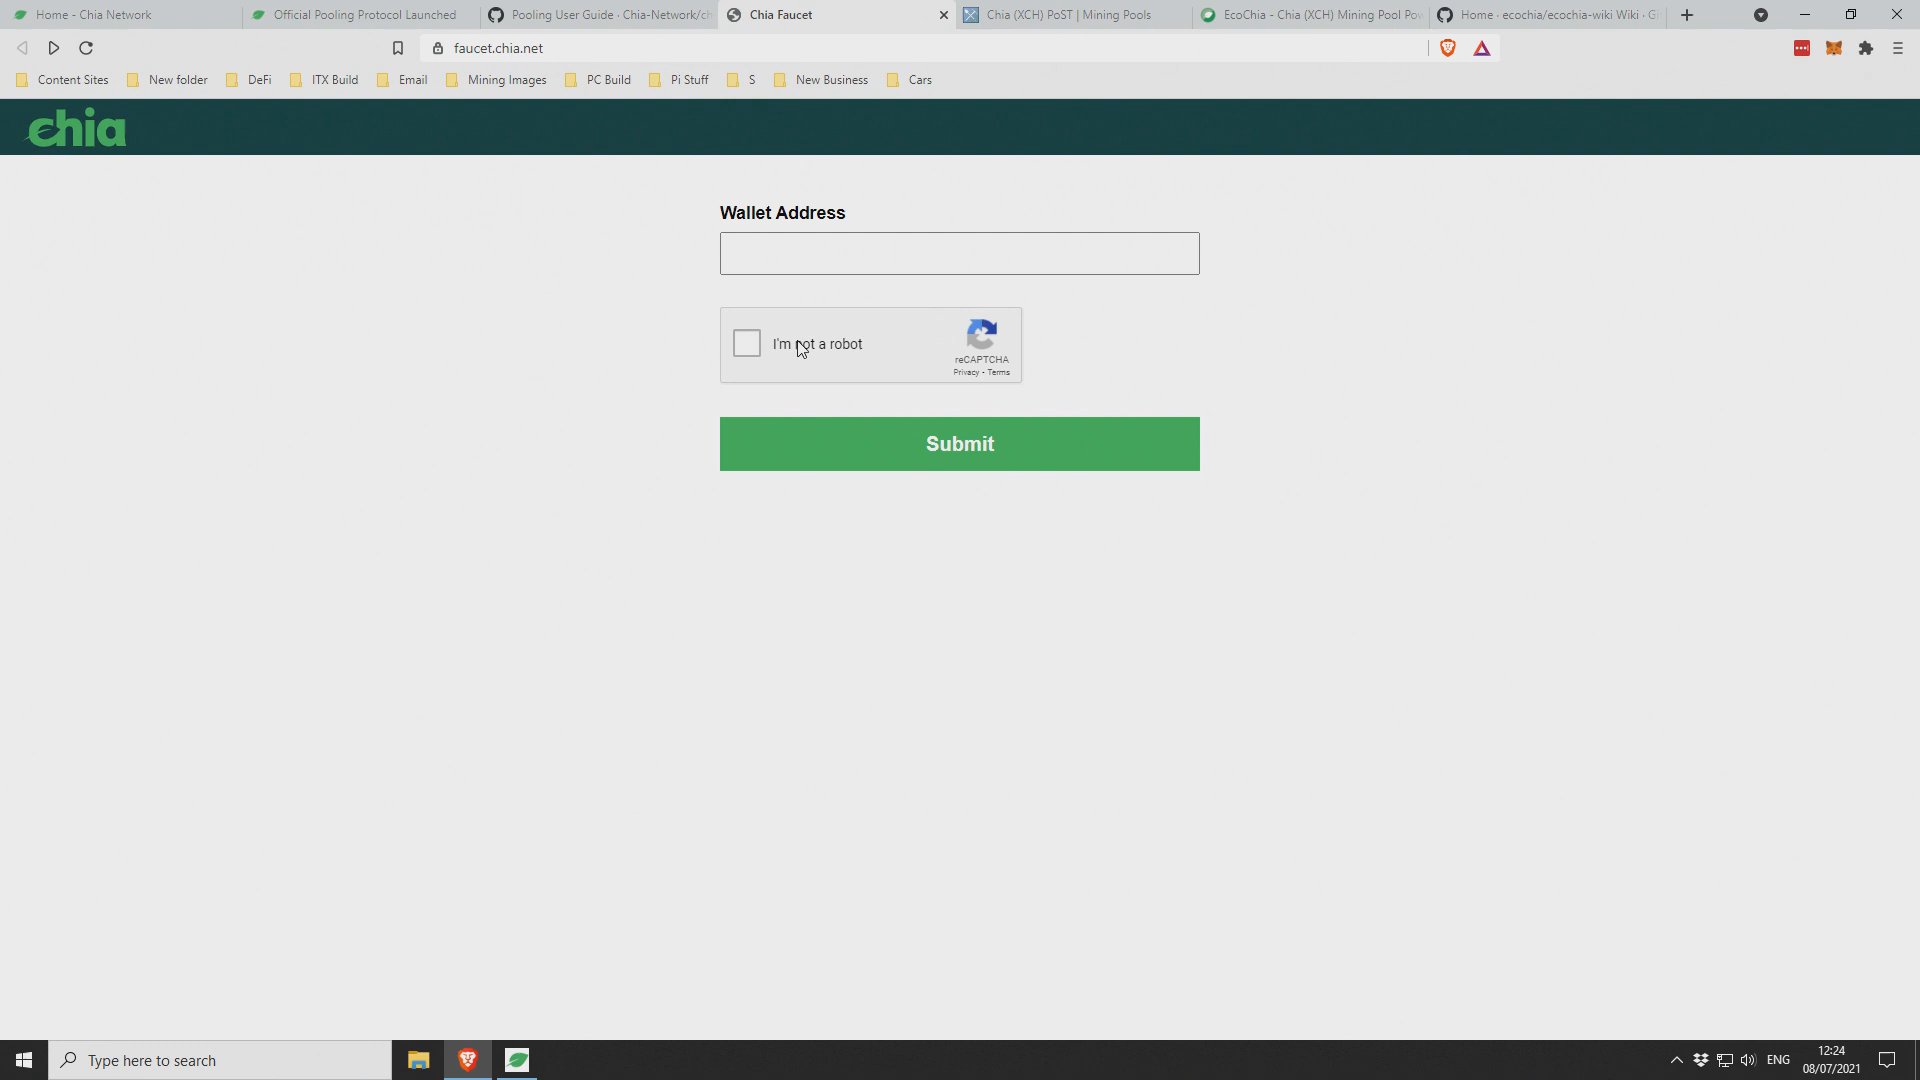 Home - Chia Network
Official Pooling Protocol Launched
Pooling User Guide · Chia-Network/ch
Chia Faucet
Chia (XCH) PoST | Mining Pools
EcoChia - Chia (XCH) Mining Pool Pow
Home · ecochia/ecochia-wiki Wiki · Gi
faucet.chia.net
Content Sites
New folder
DeFi
ITX Build
Email
Mining Images
PC Build
Pi Stuff
S
New Business
Cars
chia
Wallet Address
I'm not a robot
reCAPTCHA
Privacy - Terms
Submit
Type here to search
ENG
12:24
08/07/2021